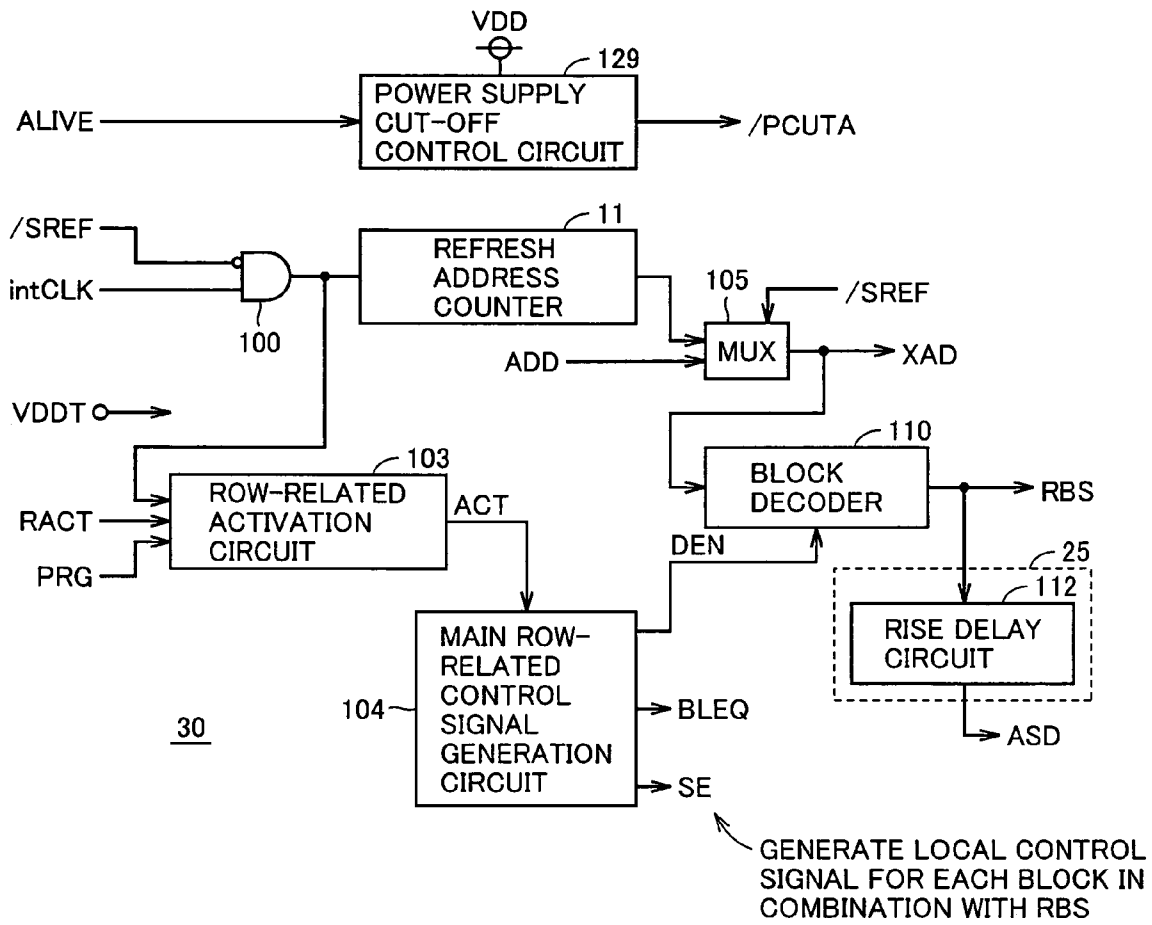 VDD
129
ALIVE
POWER SUPPLY
CUT-OFF
CONTROL CIRCUIT
/PCUTA
/SREF
intCLK
100
11
REFRESH
ADDRESS
COUNTER
105
/SREF
ADD
MUX
XAD
VDDT
103
ROW-RELATED
ACTIVATION
CIRCUIT
RACT
PRG
ACT
110
BLOCK
DECODER
RBS
DEN
25
112
RISE DELAY
CIRCUIT
ASD
104
MAIN ROW-
RELATED
CONTROL
SIGNAL
GENERATION
CIRCUIT
BLEQ
SE
30
GENERATE LOCAL CONTROL
SIGNAL FOR EACH BLOCK IN
COMBINATION WITH RBS